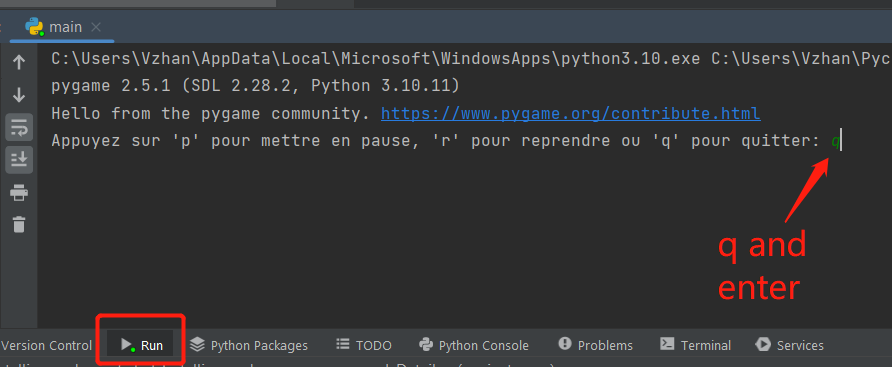 main
C:\Users\Vzhan\AppData\Local\Microsoft\WindowsApps\python3.10.exe C:\Users\Vzhan\Pyc
pygame 2.5.1 (SDL 2.28.2, Python 3.10.11)
Hello from the pygame community. https://www.pygame.org/contribute.html
Appuyez sur 'p' pour mettre en pause, 'r' pour reprendre ou 'q' pour quitter: q
q and
enter
Version Control Run Python Packages TODO Python Console Problems Terminal Services